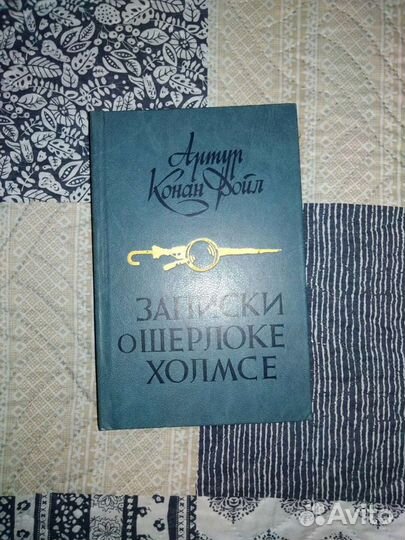 Артур
Конан Дойл
ЗАПИСКИ
О ШЕРЛОКЕ
ХОЛМСЕ
Avito